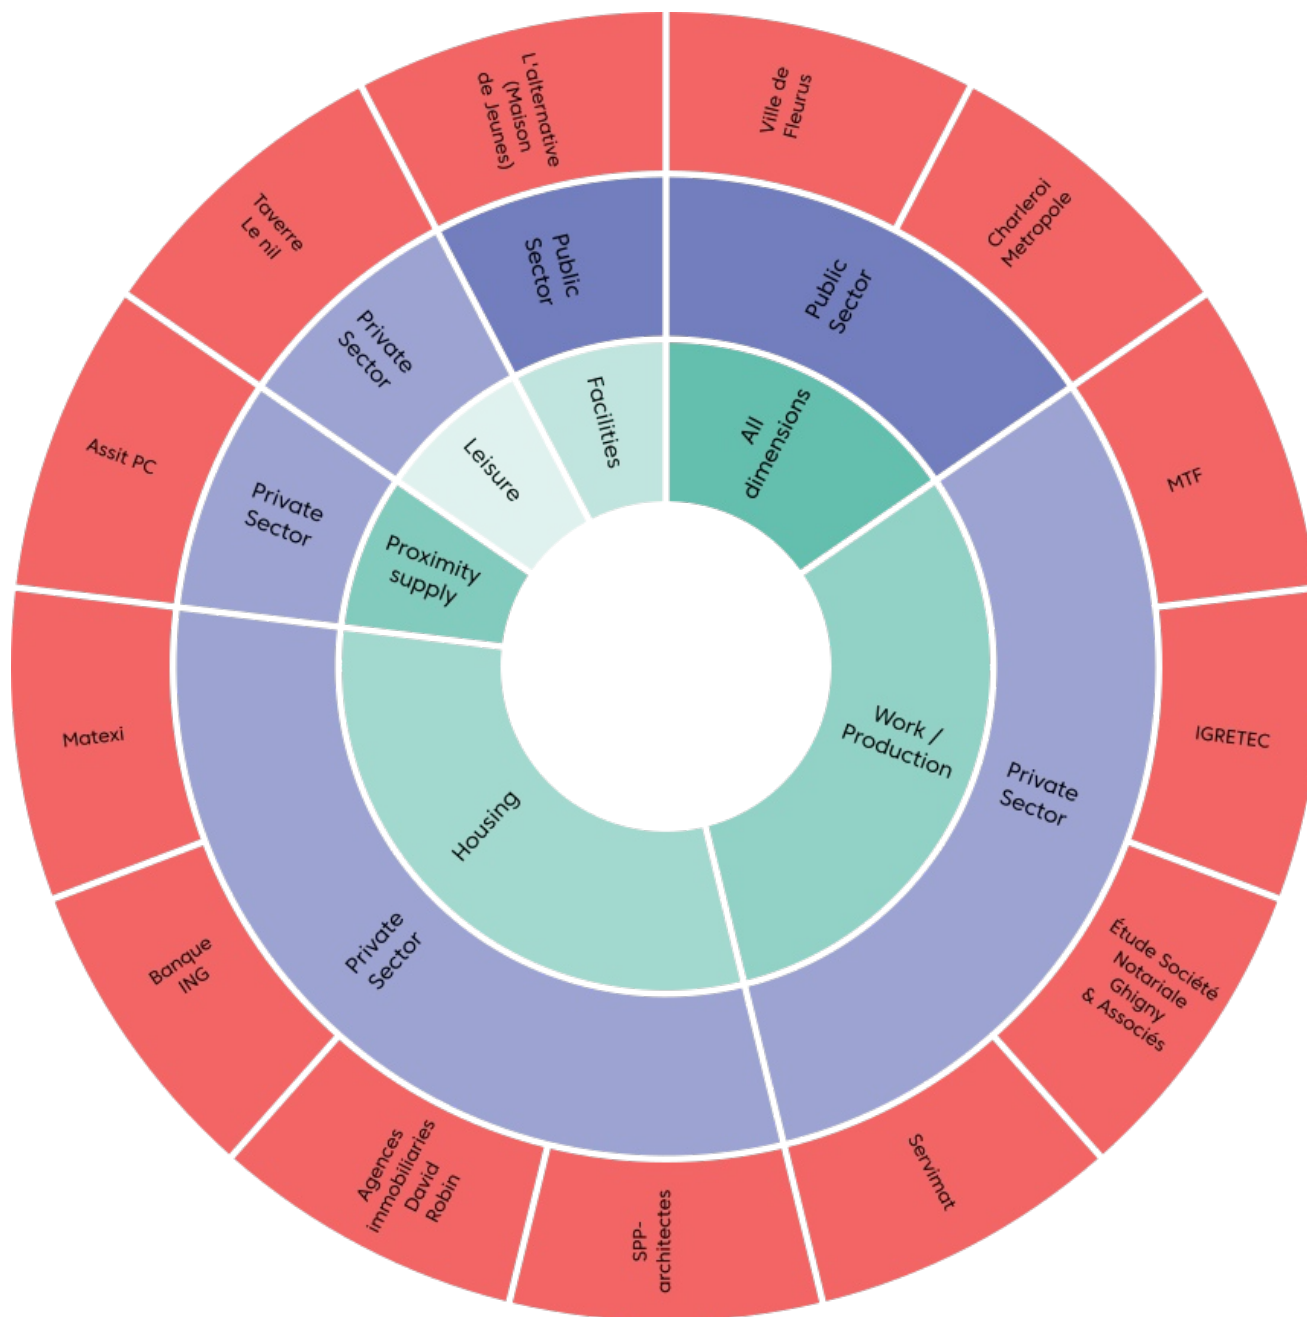 Ville de
Fleurus
Charleroi
Metropole
MTF
IGRETEC
Étude Société
Notariale
Ghigny
& Associés
Servimat
SPP-
architectes
Agences
immobiliaries
David
Robin
Banque
ING
Matexi
Assit PC
Taverre
Le nil
L'alternative
(Maison
de Jeunes)
Public
Sector
Private
Sector
Private
Sector
Private
Sector
Private
Sector
Public
Sector
All
dimensions
Work /
Production
Housing
Proximity
supply
Leisure
Facilities